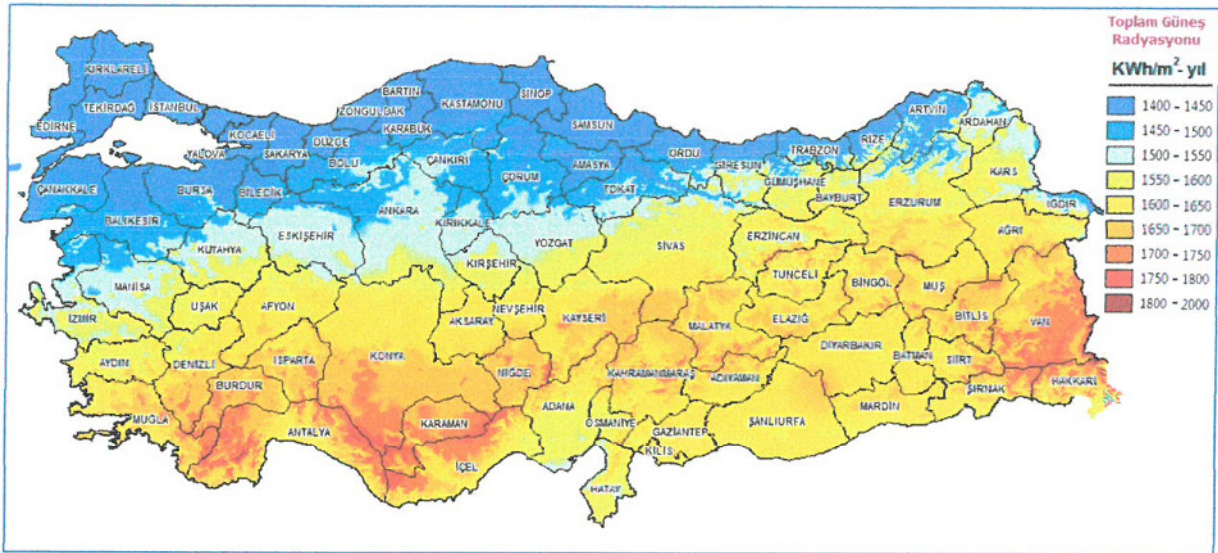 Toplam Güneş
Radyasyonu
KWh/m²- yıl
1400 - 1450
1450 - 1500
1500 - 1550
1550 - 1600
1600 - 1650
1650 - 1700
1700 - 1750
1750 - 1800
1800 - 2000
KIRKLARELİ
TEKİRDAĞ
İSTANBUL
EDİRNE
KOCAELİ
YALOVA
SAKARYA
DÜZCE
ZONGULDAK
BARTIN
KARABÜK
KASTAMONU
SİNOP
SAMSUN
BOLU
ÇANKIRI
ÇORUM
AMASYA
TOKAT
ORDU
GİRESUN
TRABZON
RİZE
ARTVİN
ARDAHAN
GÜMÜŞHANE
BAYBURT
ERZURUM
KARS
IĞDIR
AĞRI
ÇANAKKALE
BALIKESİR
BURSA
BİLECİK
KÜTAHYA
ESKİŞEHİR
ANKARA
KIRIKKALE
YOZGAT
SİVAS
ERZİNCAN
TUNCELİ
BİNGÖL
MUŞ
BİTLİS
VAN
MANİSA
İZMİR
UŞAK
AFYON
KIRŞEHİR
NEVŞEHİR
AKSARAY
KAYSERİ
MALATYA
ELAZIĞ
DİYARBAKIR
BATMAN
SİİRT
ŞIRNAK
HAKKARİ
AYDIN
DENİZLİ
ISPARTA
BURDUR
KONYA
NİĞDE
KAHRAMANMARAŞ
ADIYAMAN
MARDİN
ŞANLIURFA
MUĞLA
ANTALYA
KARAMAN
İÇEL
ADANA
OSMANİYE
GAZİANTEP
KİLİS
HATAY